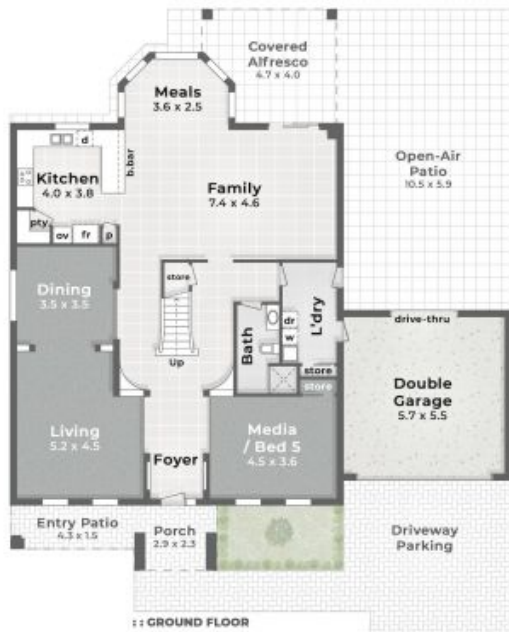 Covered
Alfresco
4.7 x 4.0
Meals
3.6 x 2.5
d
b.bar
Kitchen
4.0 x 3.8
Family
7.4 x 4.6
Open-Air
Patio
10.5 x 5.9
pty
ov
fr
p
Dining
3.5 x 3.5
store
Up
Bath
dr
w
L'dry
store
store
drive-thru
Double
Garage
5.7 x 5.5
Living
5.2 x 4.5
Foyer
Media
/ Bed 5
4.5 x 3.6
Entry Patio
4.3 x 1.5
Porch
2.9 x 2.3
Driveway
Parking
:: GROUND FLOOR